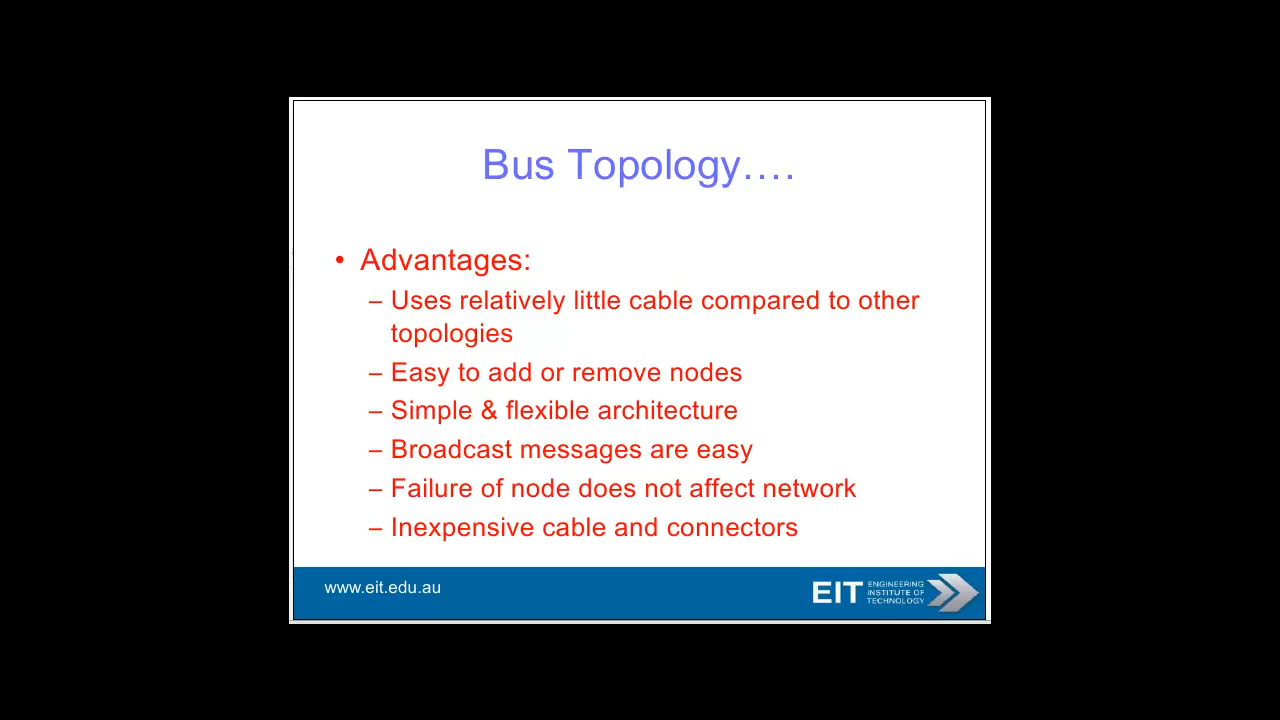 Bus Topology….
• Advantages:
– Uses relatively little cable compared to other
topologies
– Easy to add or remove nodes
– Simple & flexible architecture
– Broadcast messages are easy
– Failure of node does not affect network
– Inexpensive cable and connectors
www.eit.edu.au
EIT
ENGINEERING
INSTITUTE OF
TECHNOLOGY